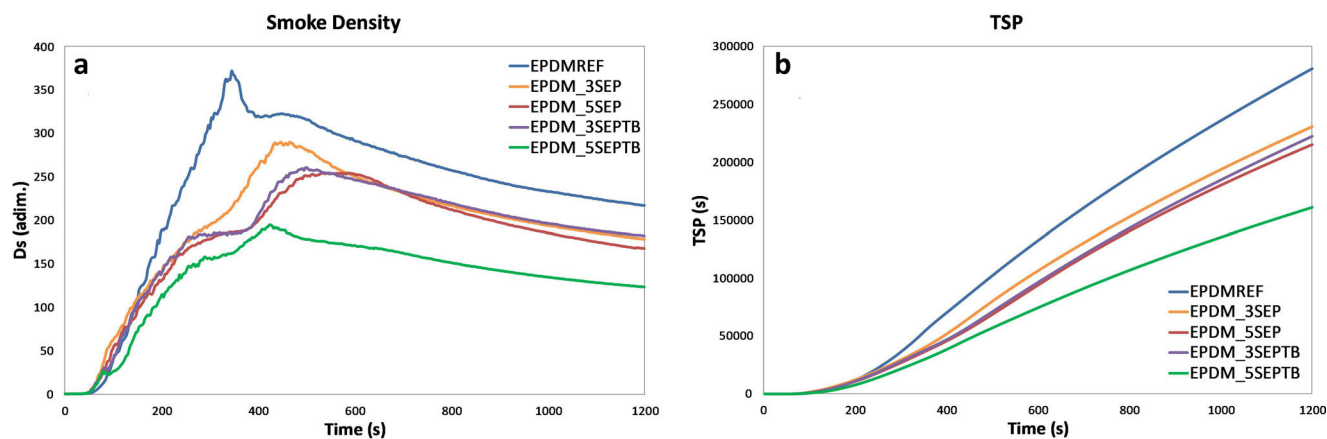 Smoke Density
a
400
350
300
250
200
150
100
50
0
Ds (adim.)
EPDMREF
EPDM_3SEP
EPDM_5SEP
EPDM_3SEPTB
EPDM_5SEPTB
0 200 400 600 800 1000 1200
Time (s)
TSP
b
300000
250000
200000
150000
100000
50000
0
TSP (s)
EPDMREF
EPDM_3SEP
EPDM_5SEP
EPDM_3SEPTB
EPDM_5SEPTB
0 200 400 600 800 1000 1200
Time (s)